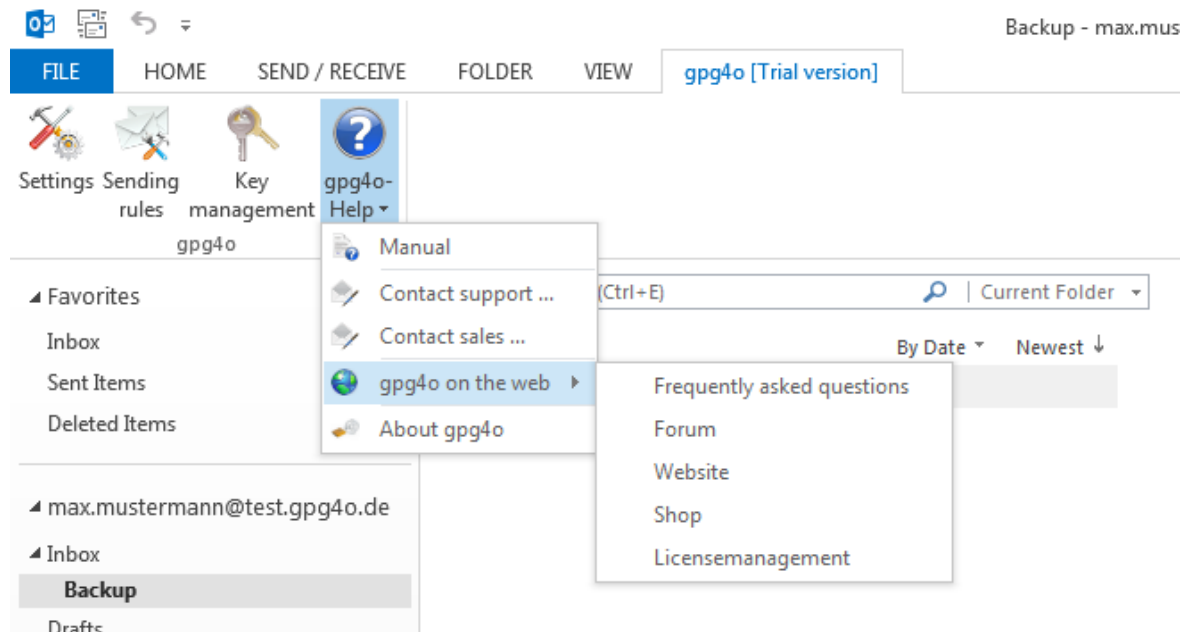 Backup - max.mus
FILE HOME SEND / RECEIVE FOLDER VIEW gpg4o [Trial version]
Settings Sending rules Key management gpg4o-Help
gpg4o
Manual
Contact support ...
Contact sales ...
gpg4o on the web
About gpg4o
Frequently asked questions
Forum
Website
Shop
Licensemanagement
(Ctrl+E) Current Folder
By Date Newest
Favorites
Inbox
Sent Items
Deleted Items
max.mustermann@test.gpg4o.de
Inbox
Backup
Drafts